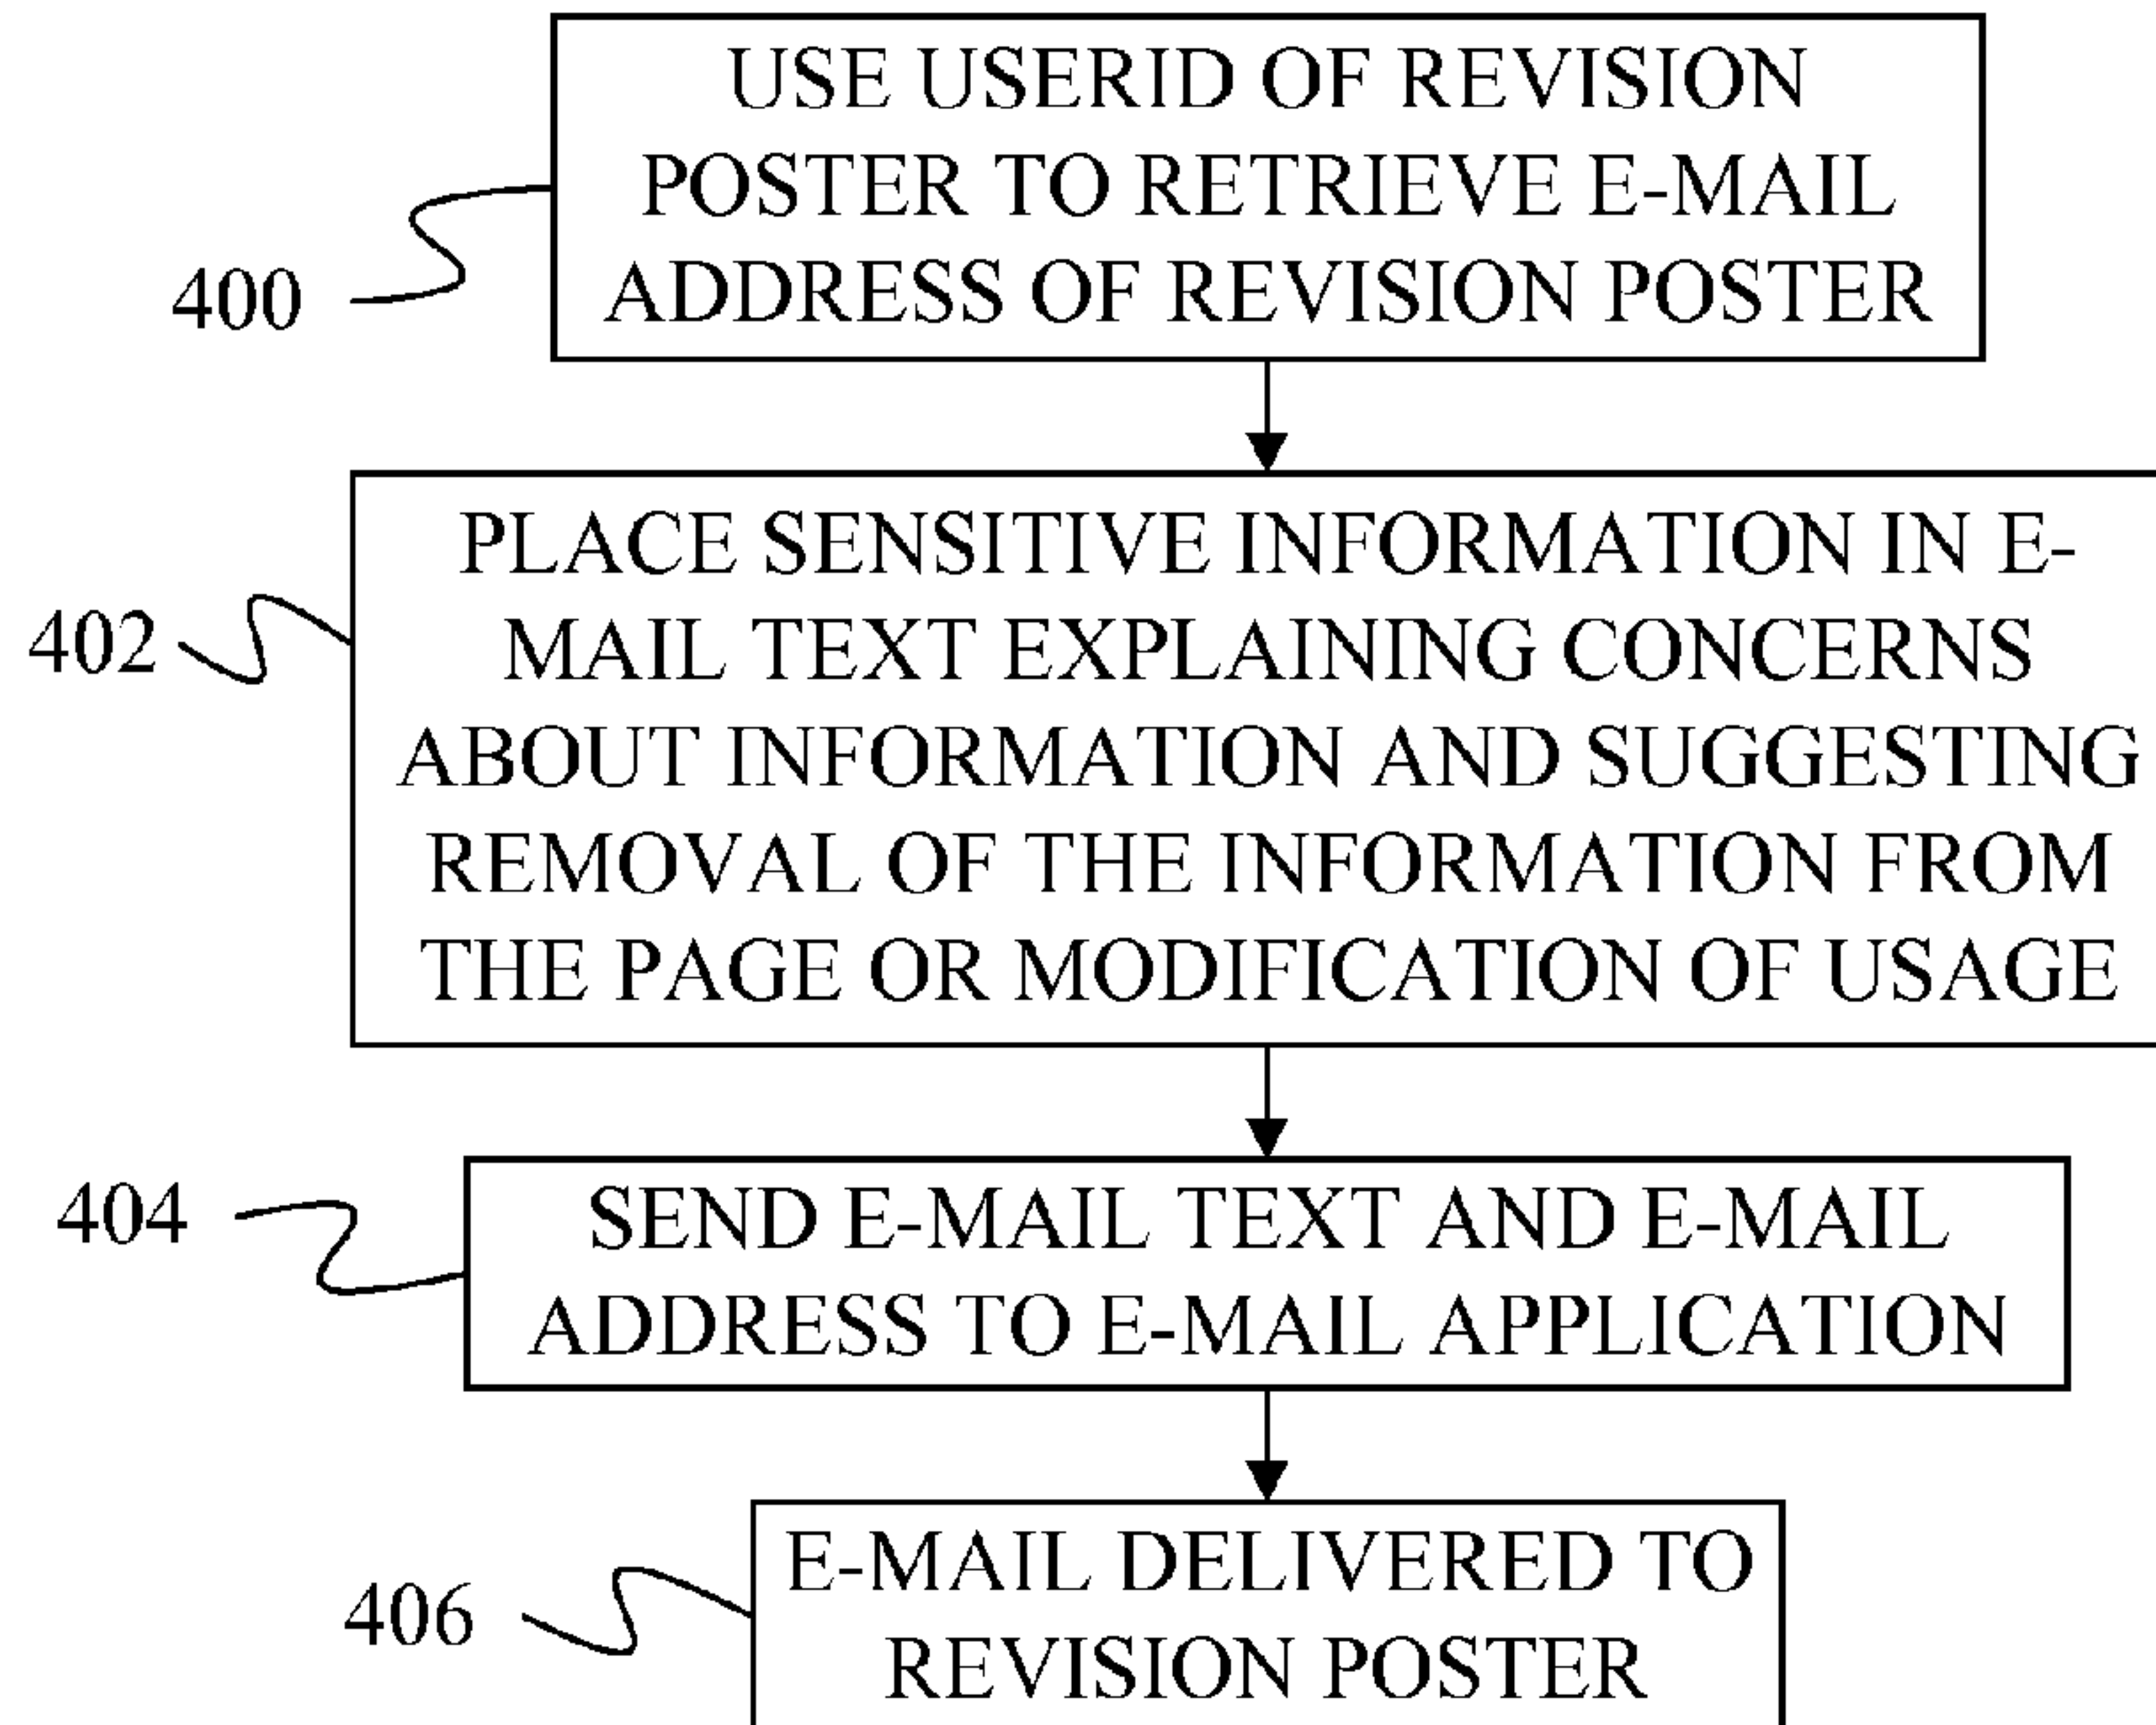 USE USERID OF REVISION
POSTER TO RETRIEVE E-MAIL
ADDRESS OF REVISION POSTER
400
PLACE SENSITIVE INFORMATION IN E-
MAIL TEXT EXPLAINING CONCERNS
ABOUT INFORMATION AND SUGGESTING
REMOVAL OF THE INFORMATION FROM
THE PAGE OR MODIFICATION OF USAGE
402
SEND E-MAIL TEXT AND E-MAIL
ADDRESS TO E-MAIL APPLICATION
404
E-MAIL DELIVERED TO
REVISION POSTER
406